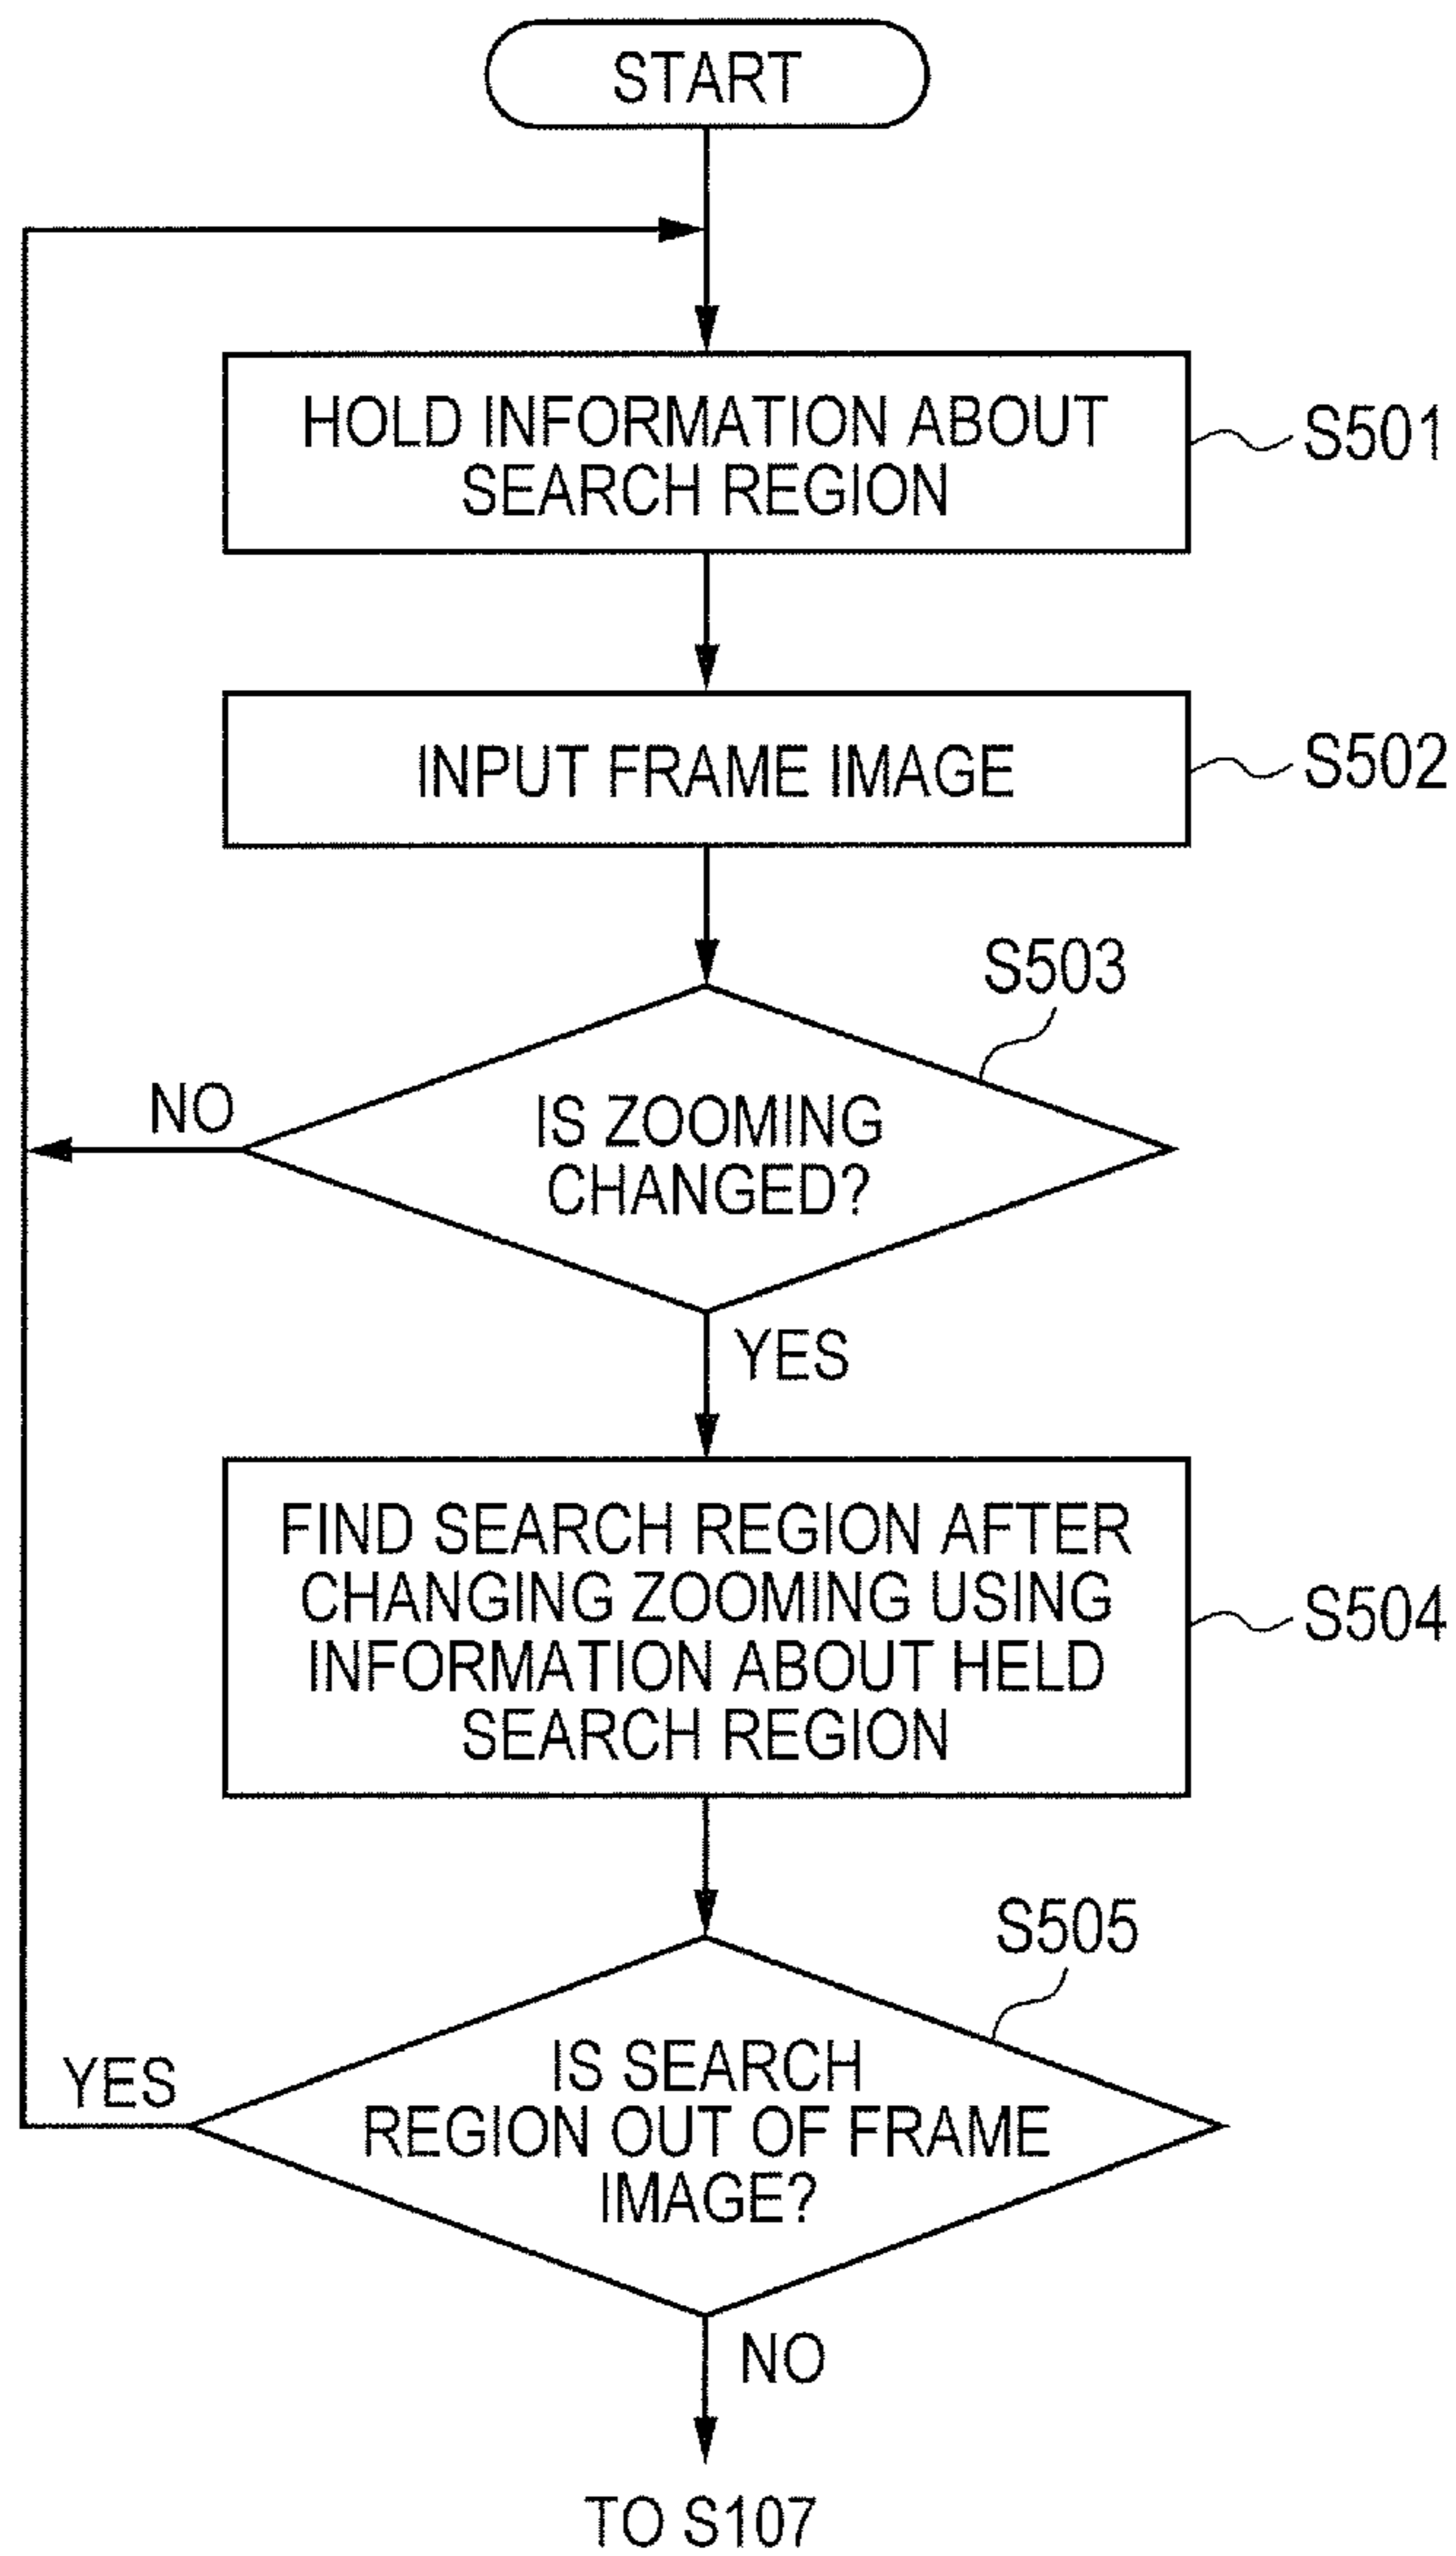 START
HOLD INFORMATION ABOUT
SEARCH REGION
S501
INPUT FRAME IMAGE
S502
S503
NO
IS ZOOMING
CHANGED?
YES
FIND SEARCH REGION AFTER
CHANGING ZOOMING USING
INFORMATION ABOUT HELD
SEARCH REGION
S504
S505
YES
IS SEARCH
REGION OUT OF FRAME
IMAGE?
NO
TO S107